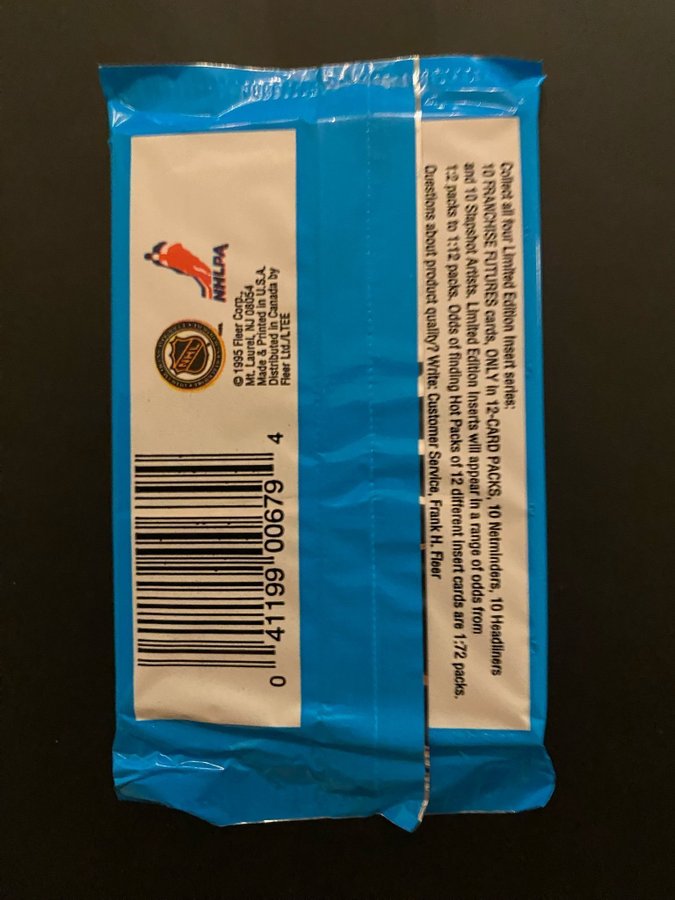 Collect all four Limited Edition Insert series:
10 FRANCHISE FUTURES cards, ONLY in 12-CARD PACKS, 10 Netminders, 10 Headliners
and 10 Slapshot Artists. Limited Edition Inserts will appear in a range of odds from
1:2 packs to 1:12 packs. Odds of finding Hot Packs of 12 different insert cards are 1:72 packs.
Questions about product quality? Write: Customer Service, Frank H. Fleer
NHLPA
NHL
© 1995 Fleer Corp.,
Mt. Laurel, NJ 08054
Made & Printed in U.S.A.
Distributed in Canada by
Fleer Ltd./LTEE
0 41199 00679 4